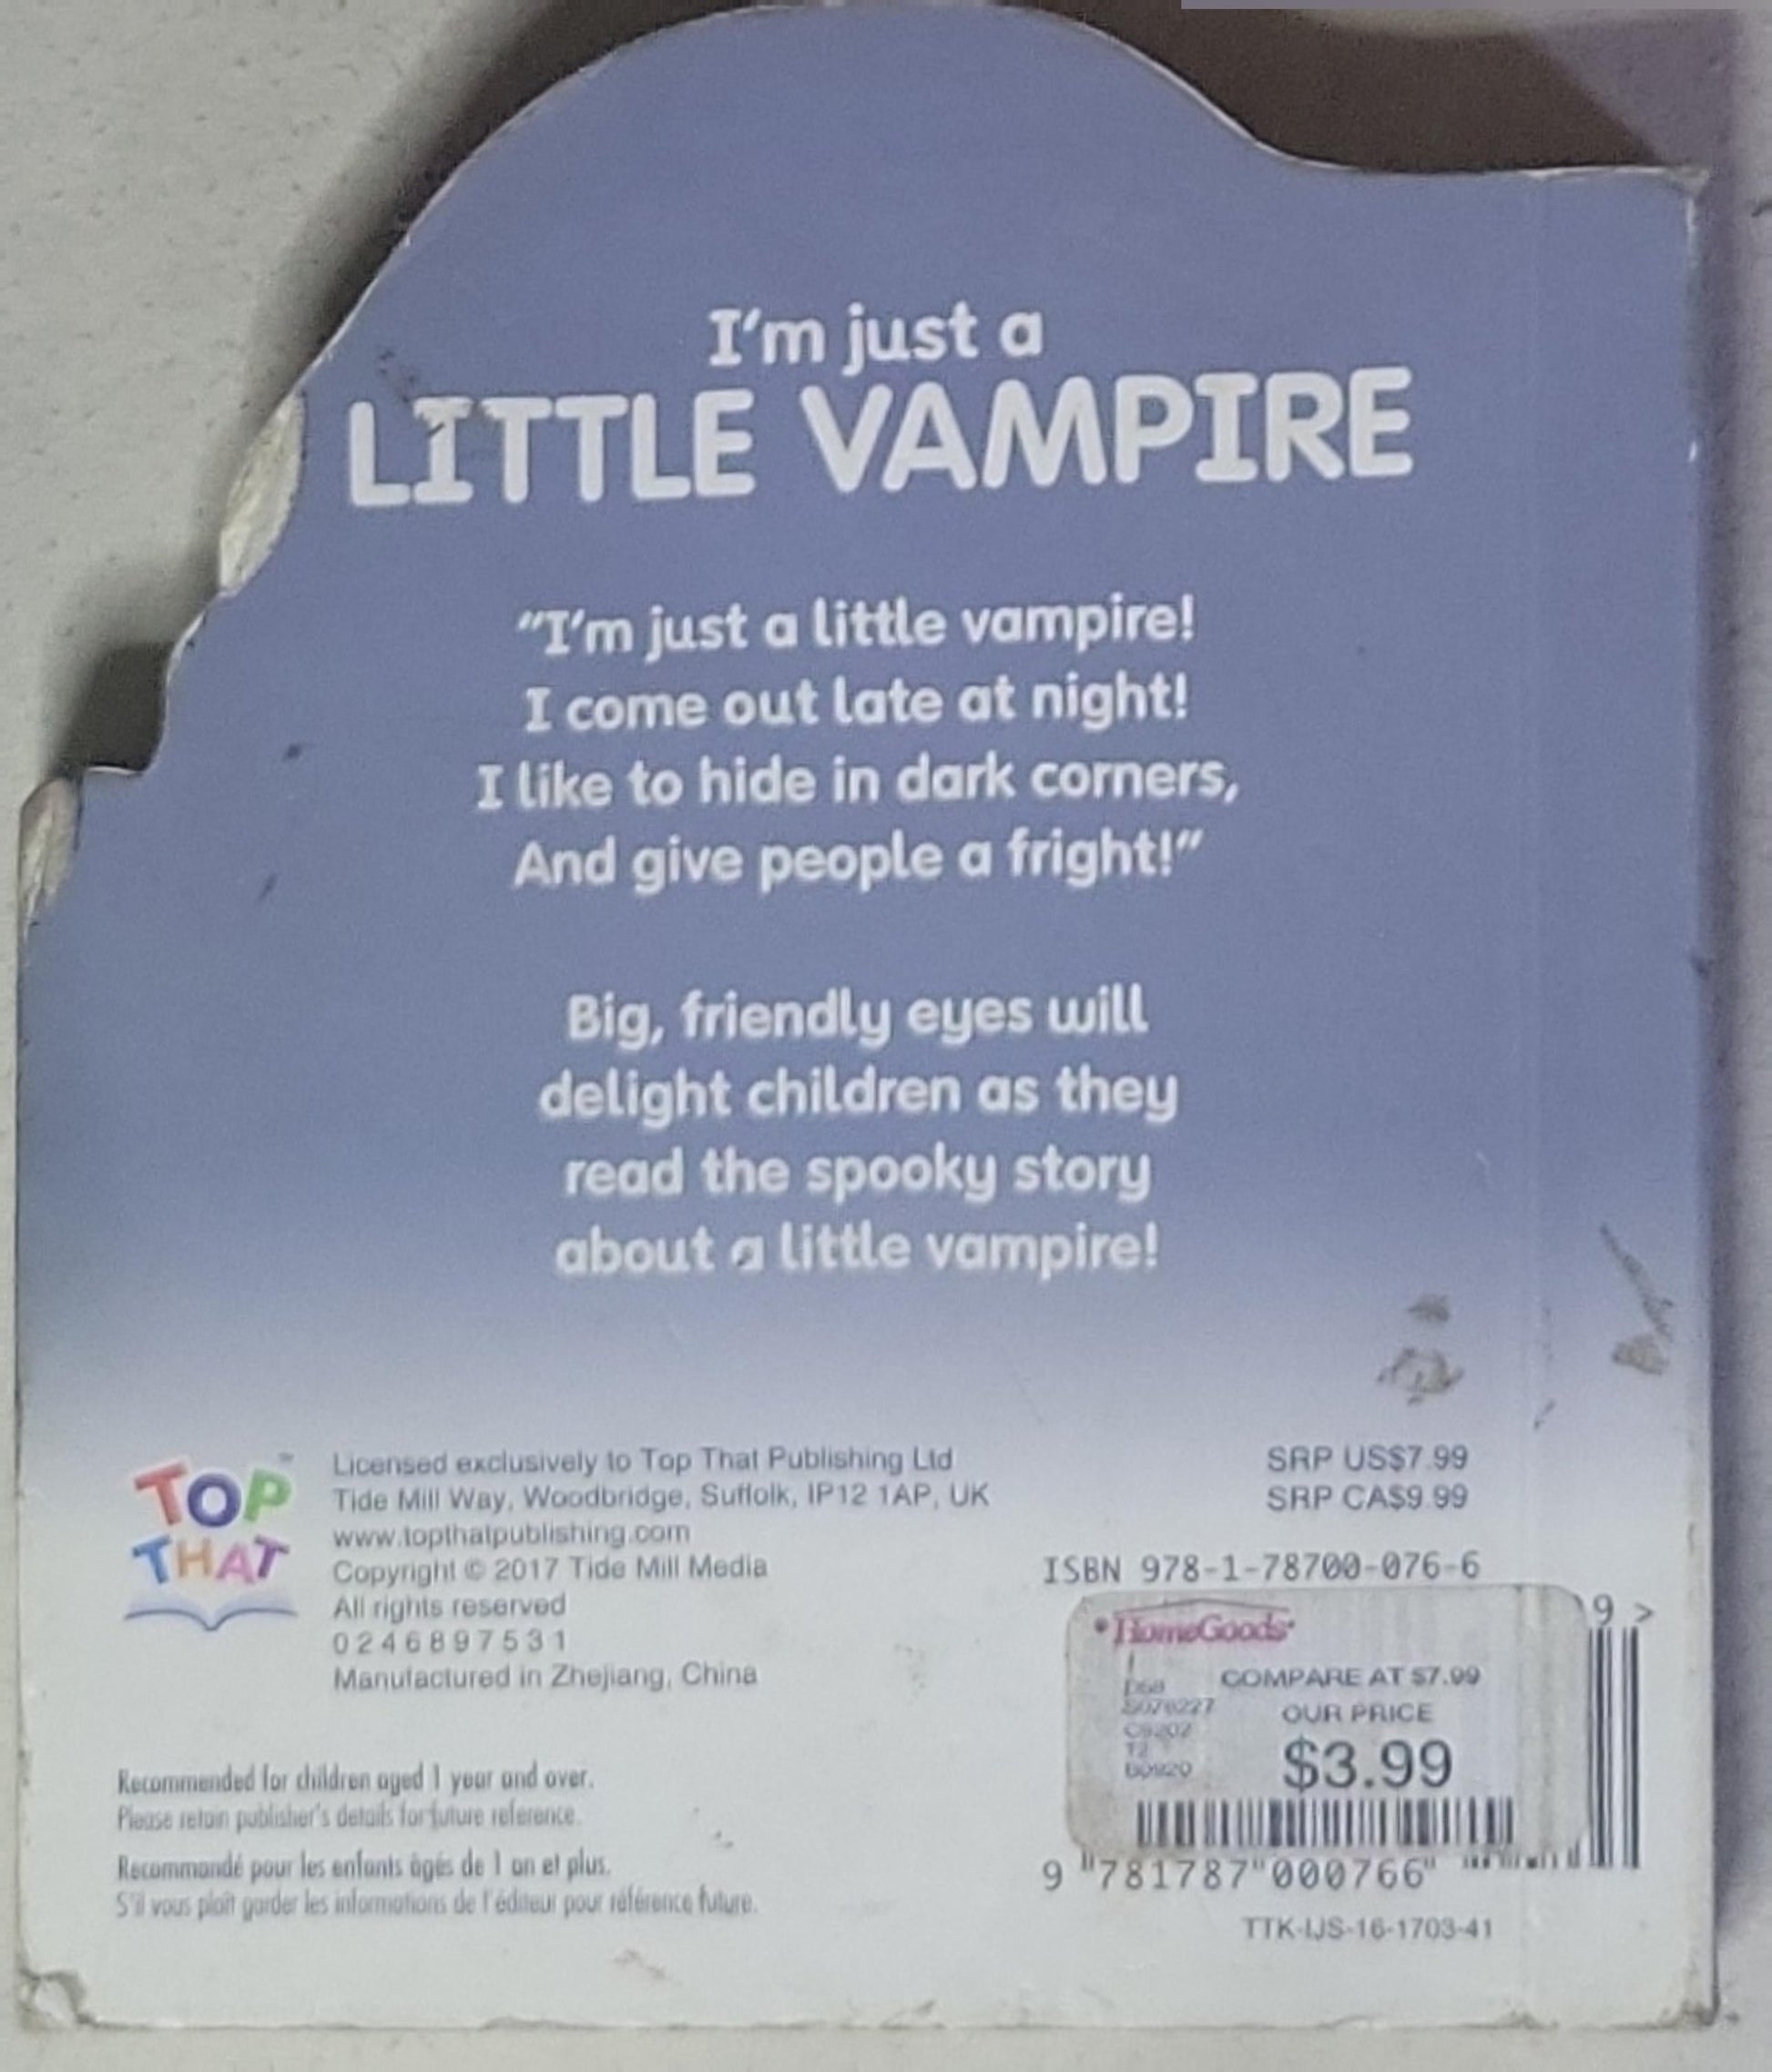 I'm just a
LITTLE VAMPIRE
"I'm just a little vampire!
I come out late at night!
I like to hide in dark corners,
And give people a fright!"
Big, friendly eyes will
delight children as they
read the spooky story
about a little vampire!
TOP
THAT
™
Licensed exclusively to Top That Publishing Ltd
Tide Mill Way, Woodbridge, Suffolk, IP12 1AP, UK
www.topthatpublishing.com
Copyright © 2017 Tide Mill Media
All rights reserved
0 2 4 6 8 9 7 5 3 1
Manufactured in Zhejiang, China
Recommended for children aged 1 year and over.
Please retain publisher's details for future reference.
Recommandé pour les enfants âgés de 1 an et plus.
S'il vous plaît garder les informations de l'éditeur pour référence future.
SRP US$7.99
SRP CA$9.99
ISBN 978-1-78700-076-6
9 >
HomeGoods
COMPARE AT $7.99
OUR PRICE
$3.99
9 "781787"000766"
TTK-IJS-16-1703-41